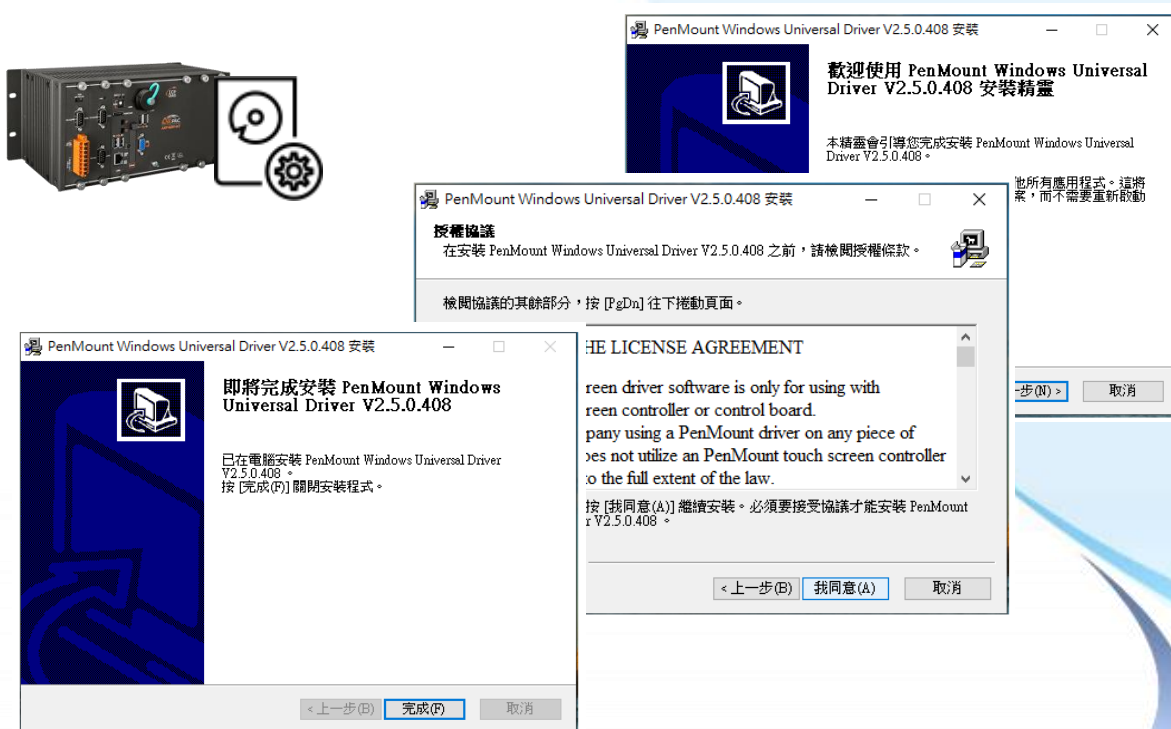 PenMount Windows Universal Driver V2.5.0.408 安裝
歡迎使用 PenMount Windows Universal
Driver V2.5.0.408 安裝精靈
本精靈會引導您完成安裝 PenMount Windows Universal
Driver V2.5.0.408。
他所有應用程式。這將
案，而不需要重新啟動
步(N) >
取消
PenMount Windows Universal Driver V2.5.0.408 安裝
授權協議
在安裝 PenMount Windows Universal Driver V2.5.0.408 之前，請檢閱授權條款。
檢閱協議的其餘部分，按 [PgDn] 往下捲動頁面。
HE LICENSE AGREEMENT
reen driver software is only for using with
reen controller or control board.
pany using a PenMount driver on any piece of
oes not utilize an PenMount touch screen controller
o the full extent of the law.
按 [我同意(A)] 繼續安裝。必須要接受協議才能安裝 PenMount
r V2.5.0.408。
< 上一步(B)
我同意(A)
取消
PenMount Windows Universal Driver V2.5.0.408 安裝
即將完成安裝 PenMount Windows
Universal Driver V2.5.0.408
已在電腦安裝 PenMount Windows Universal Driver
V2.5.0.408。
按 [完成(F)] 關閉安裝程式。
< 上一步(B)
完成(F)
取消